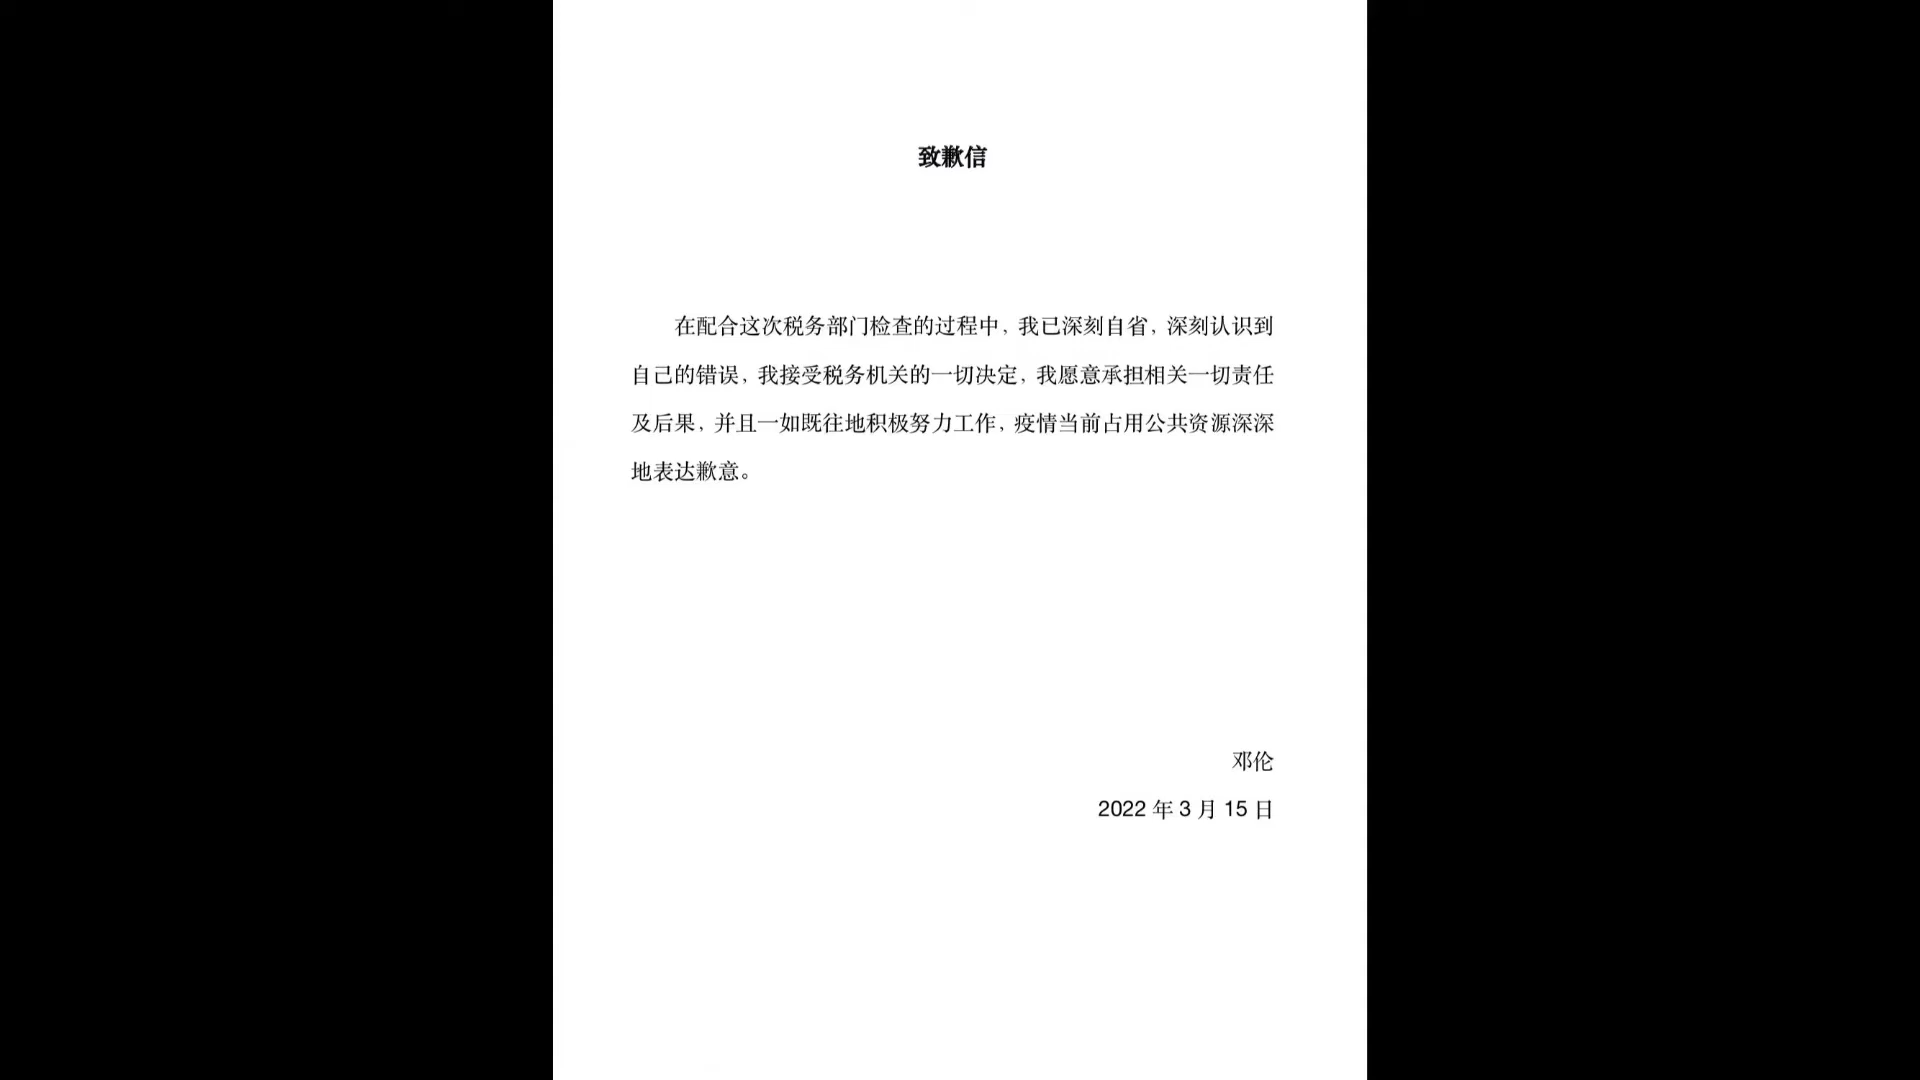 致歉信
在配合这次税务部门检查的过程中，我已深刻自省，深刻认识到
自己的错误，我接受税务机关的一切决定，我愿意承担相关一切责任
及后果，并且一如既往地积极努力工作，疫情当前占用公共资源深深
地表达歉意。
邓伦
2022 年 3 月 15 日